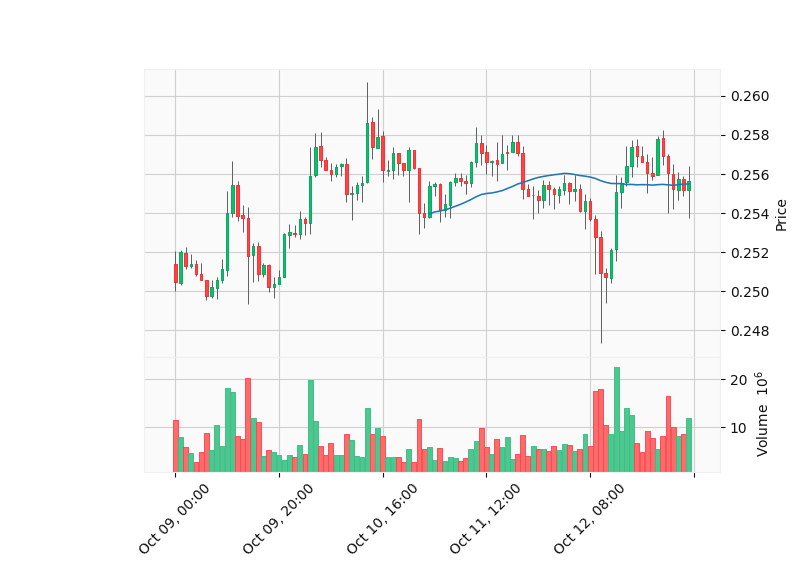 0.260
0.258
0.256
0.254
0.252
0.250
0.248
Price
20
10
Volume 10^6
Oct 09, 00:00
Oct 09, 20:00
Oct 10, 16:00
Oct 11, 12:00
Oct 12, 08:00